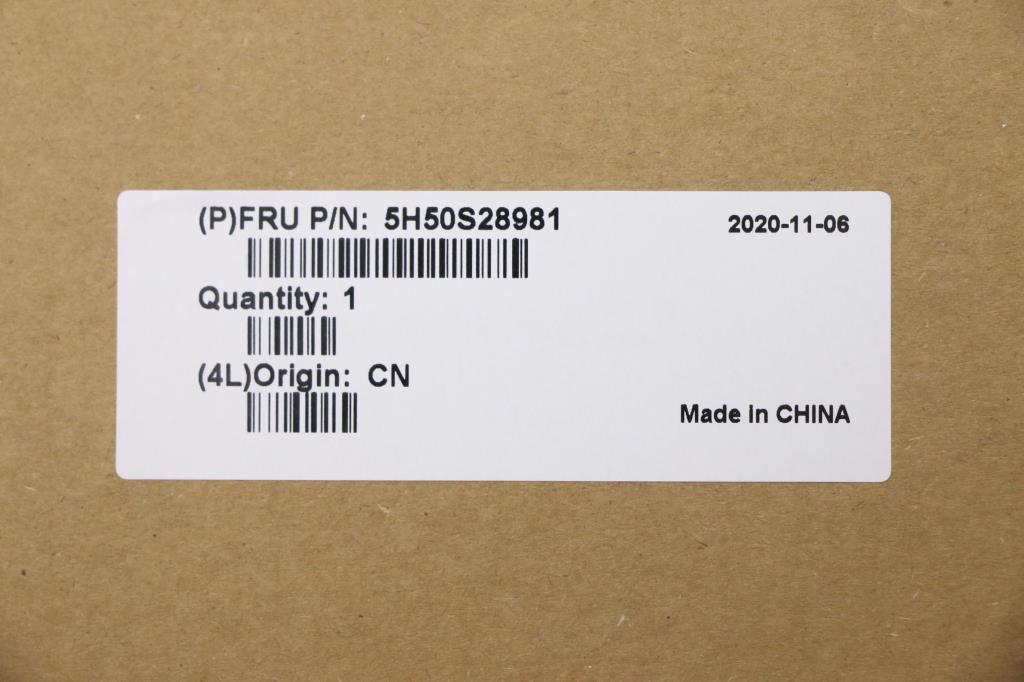 (P)FRU P/N: 5H50S28981
2020-11-06
Quantity: 1
(4L)Origin: CN
Made in CHINA